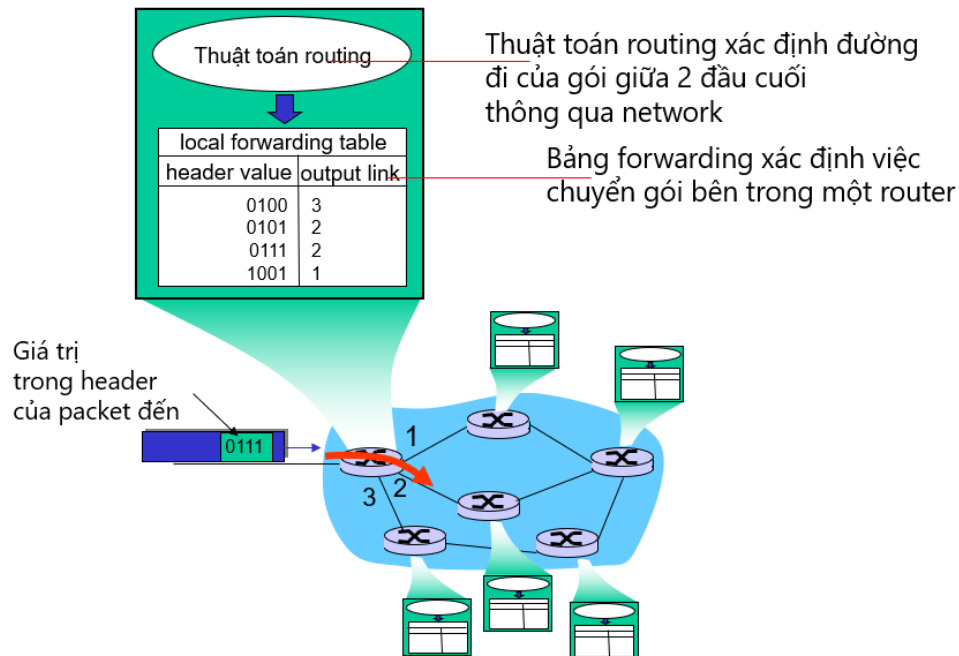 Thuật toán routing
Thuật toán routing xác định đường
đi của gói giữa 2 đầu cuối
thông qua network
local forwarding table
header value output link
0100 3
0101 2
0111 2
1001 1
Bảng forwarding xác định việc
chuyển gói bên trong một router
Giá trị
trong header
của packet đến
0111
1
2
3